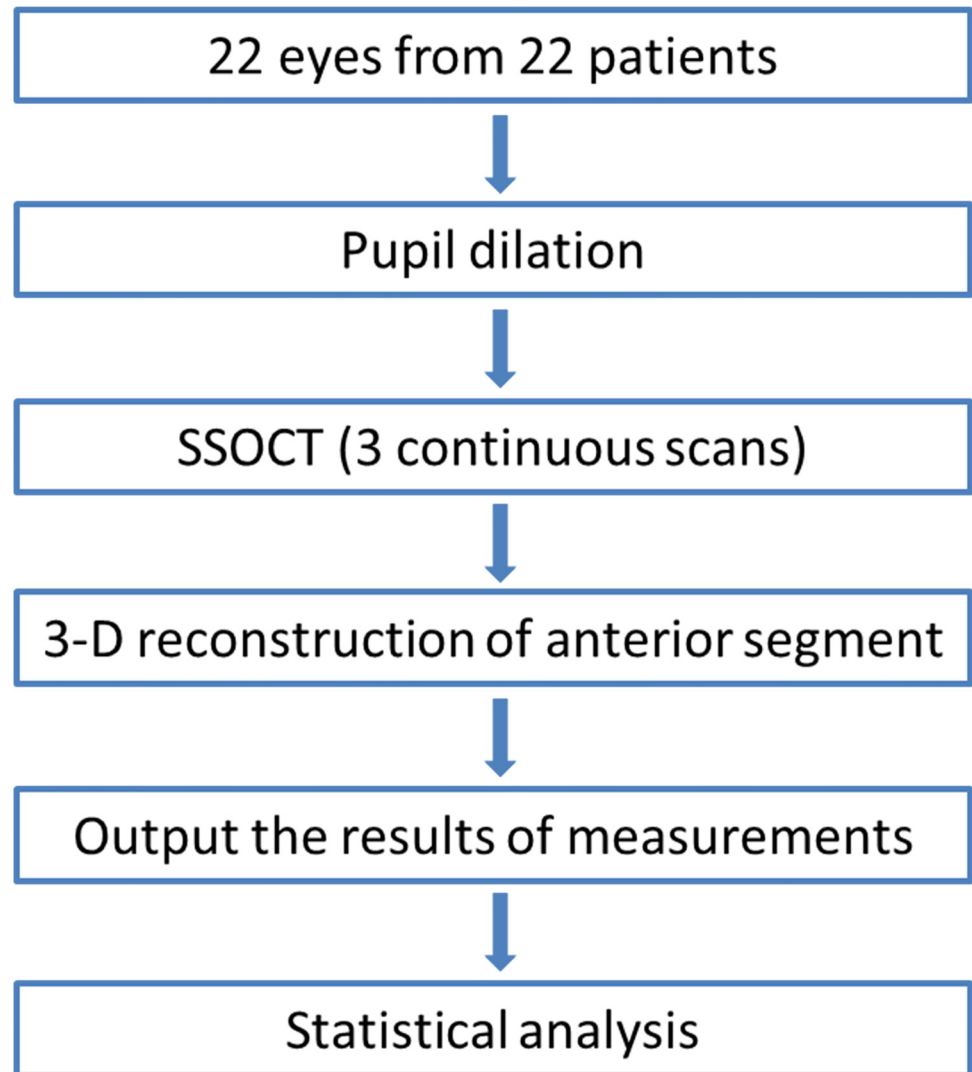 22 eyes from 22 patients
Pupil dilation
SSOCT (3 continuous scans)
3-D reconstruction of anterior segment
Output the results of measurements
Statistical analysis